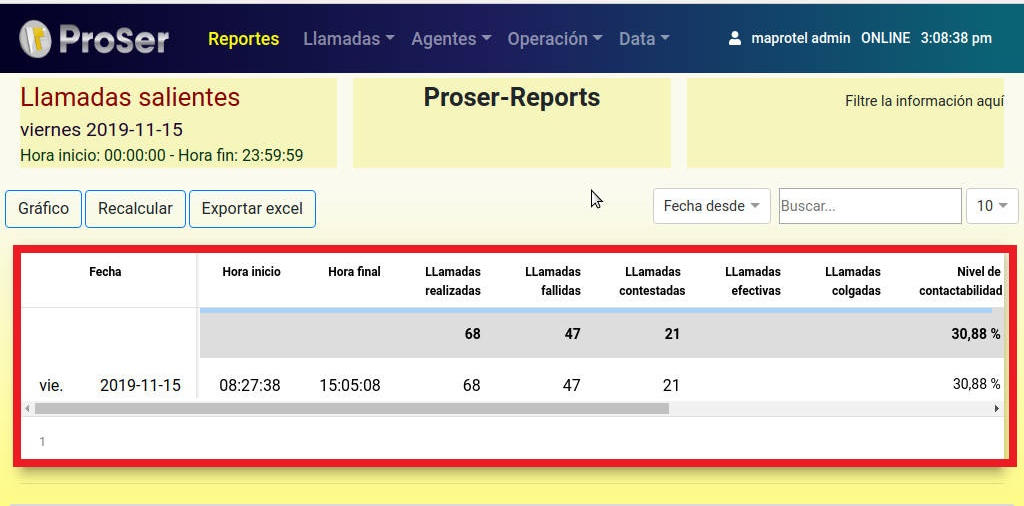 ProSer Reportes Llamadas Agentes Operación Data maprotel admin ONLINE 3:08:38 pm
Llamadas salientes
viernes 2019-11-15
Hora inicio: 00:00:00 - Hora fin: 23:59:59
Proser-Reports
Filtre la información aquí
Gráfico Recalcular Exportar excel Fecha desde Buscar... 10
Fecha Hora inicio Hora final LLamadas realizadas LLamadas fallidas LLamadas contestadas LLamadas efectivas LLamadas colgadas Nivel de contactabilidad
68 47 21 30,88 %
vie. 2019-11-15 08:27:38 15:05:08 68 47 21 30,88 %
1